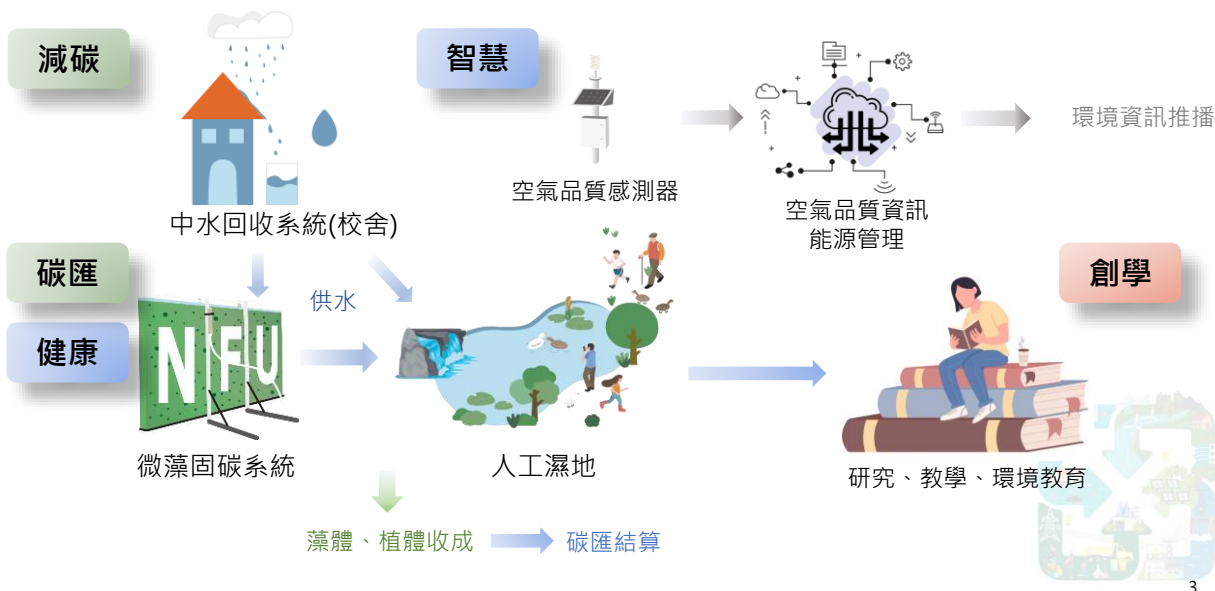 減碳
智慧
環境資訊推播
空氣品質感測器
空氣品質資訊
能源管理
中水回收系統(校舍)
碳匯
創學
供水
健康
NFU
微藻固碳系統
人工濕地
研究、教學、環境教育
藻體、植體收成
碳匯結算
3